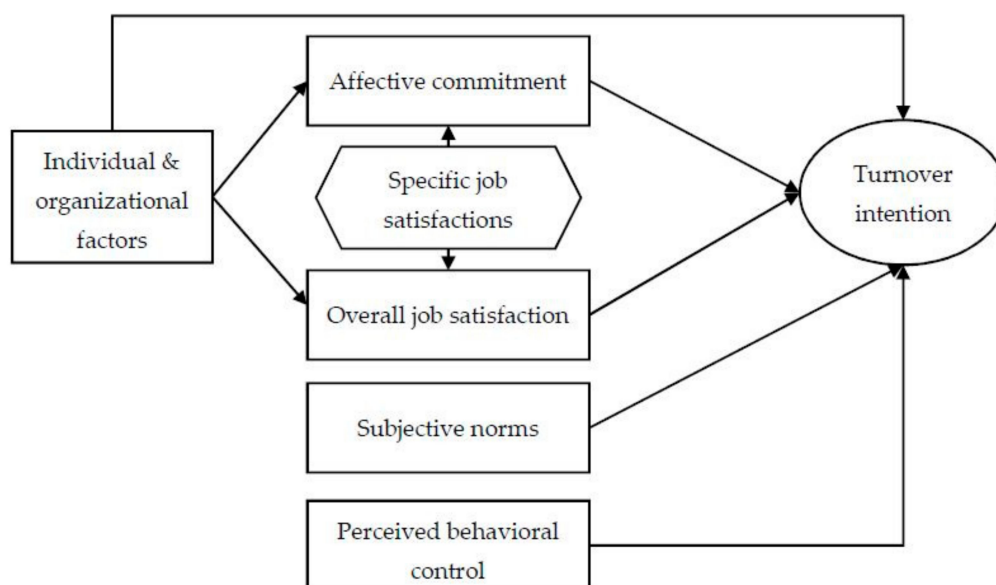 Affective commitment
Individual &
organizational
factors
Specific job
satisfactions
Turnover
intention
Overall job satisfaction
Subjective norms
Perceived behavioral
control